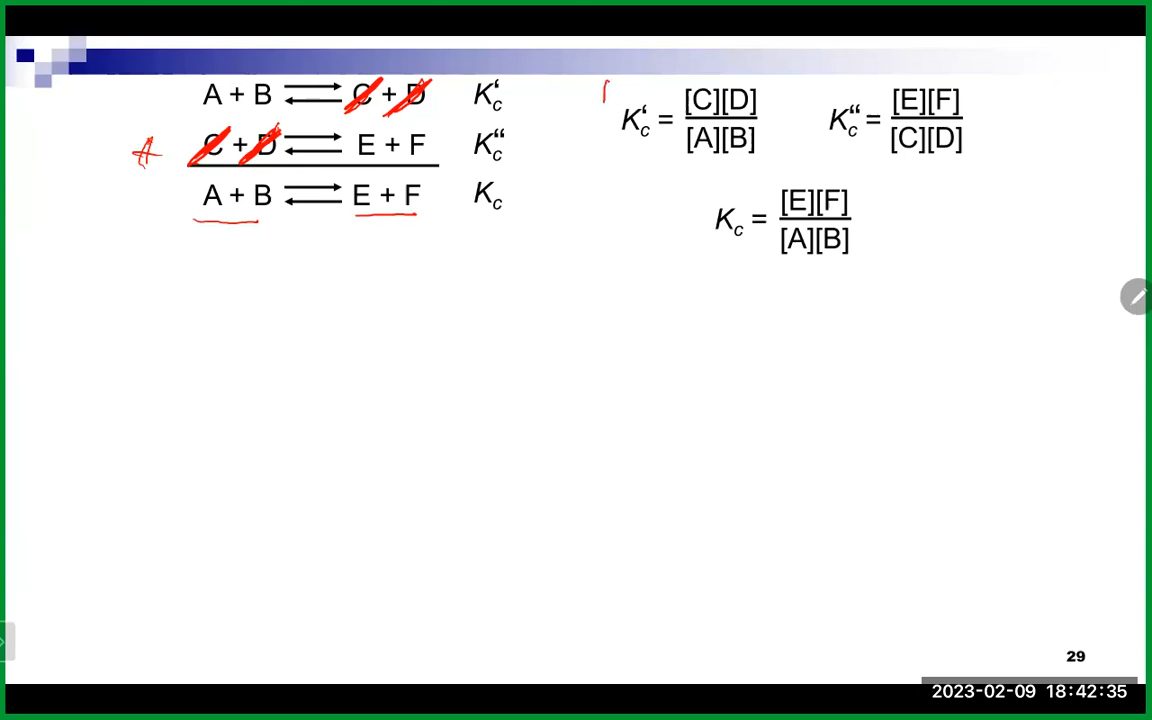 A + B ⇌ C + D K'c
C + D ⇌ E + F K''c
A + B ⇌ E + F Kc
K'c = [C][D] / [A][B] K''c = [E][F] / [C][D]
Kc = [E][F] / [A][B]
29
2023-02-09 18:42:35